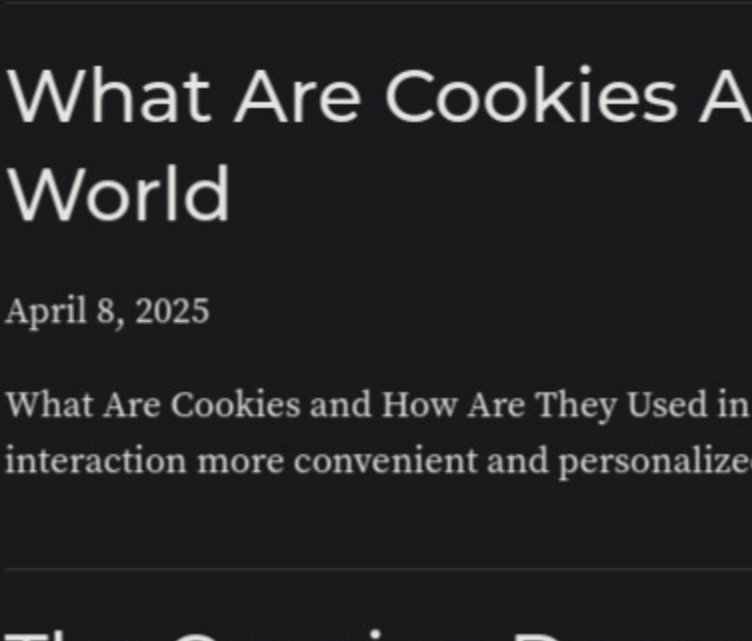 What Are Cookies A
World
April 8, 2025
What Are Cookies and How Are They Used in
interaction more convenient and personalize